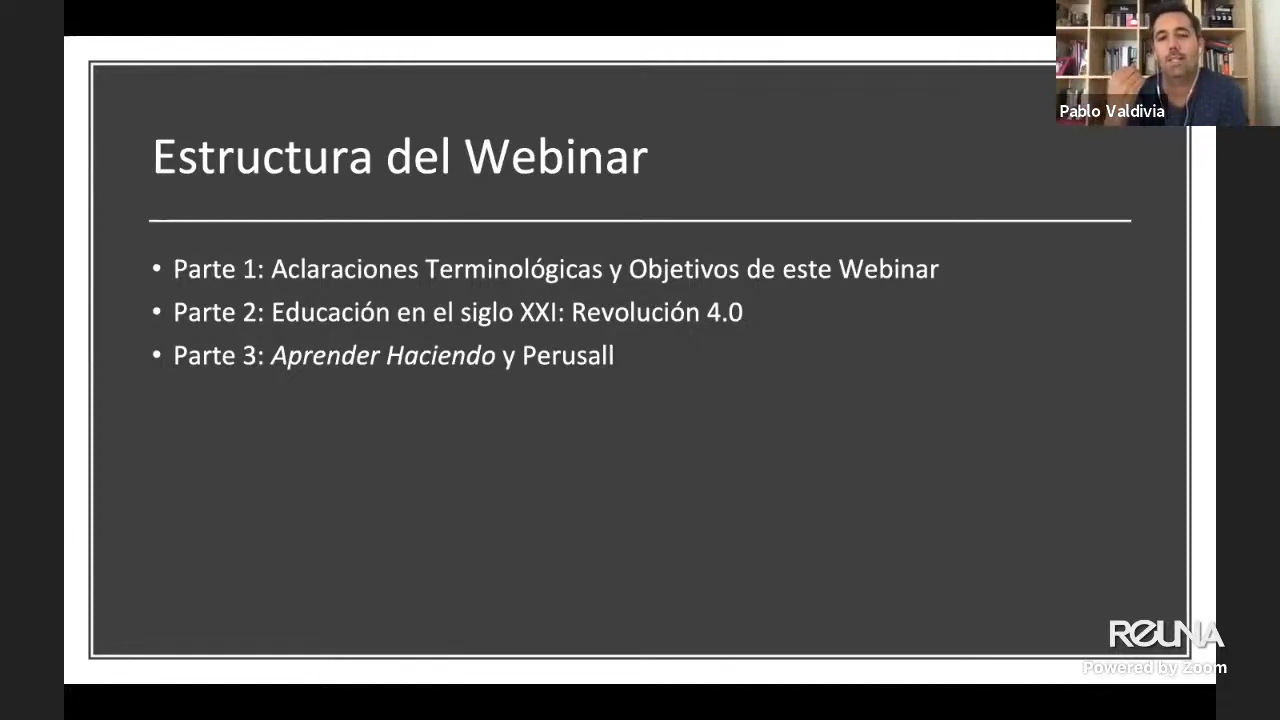 Pablo Valdivia
Estructura del Webinar
• Parte 1: Aclaraciones Terminológicas y Objetivos de este Webinar
• Parte 2: Educación en el siglo XXI: Revolución 4.0
• Parte 3: Aprender Haciendo y Perusall
REUNA
Powered by Zoom